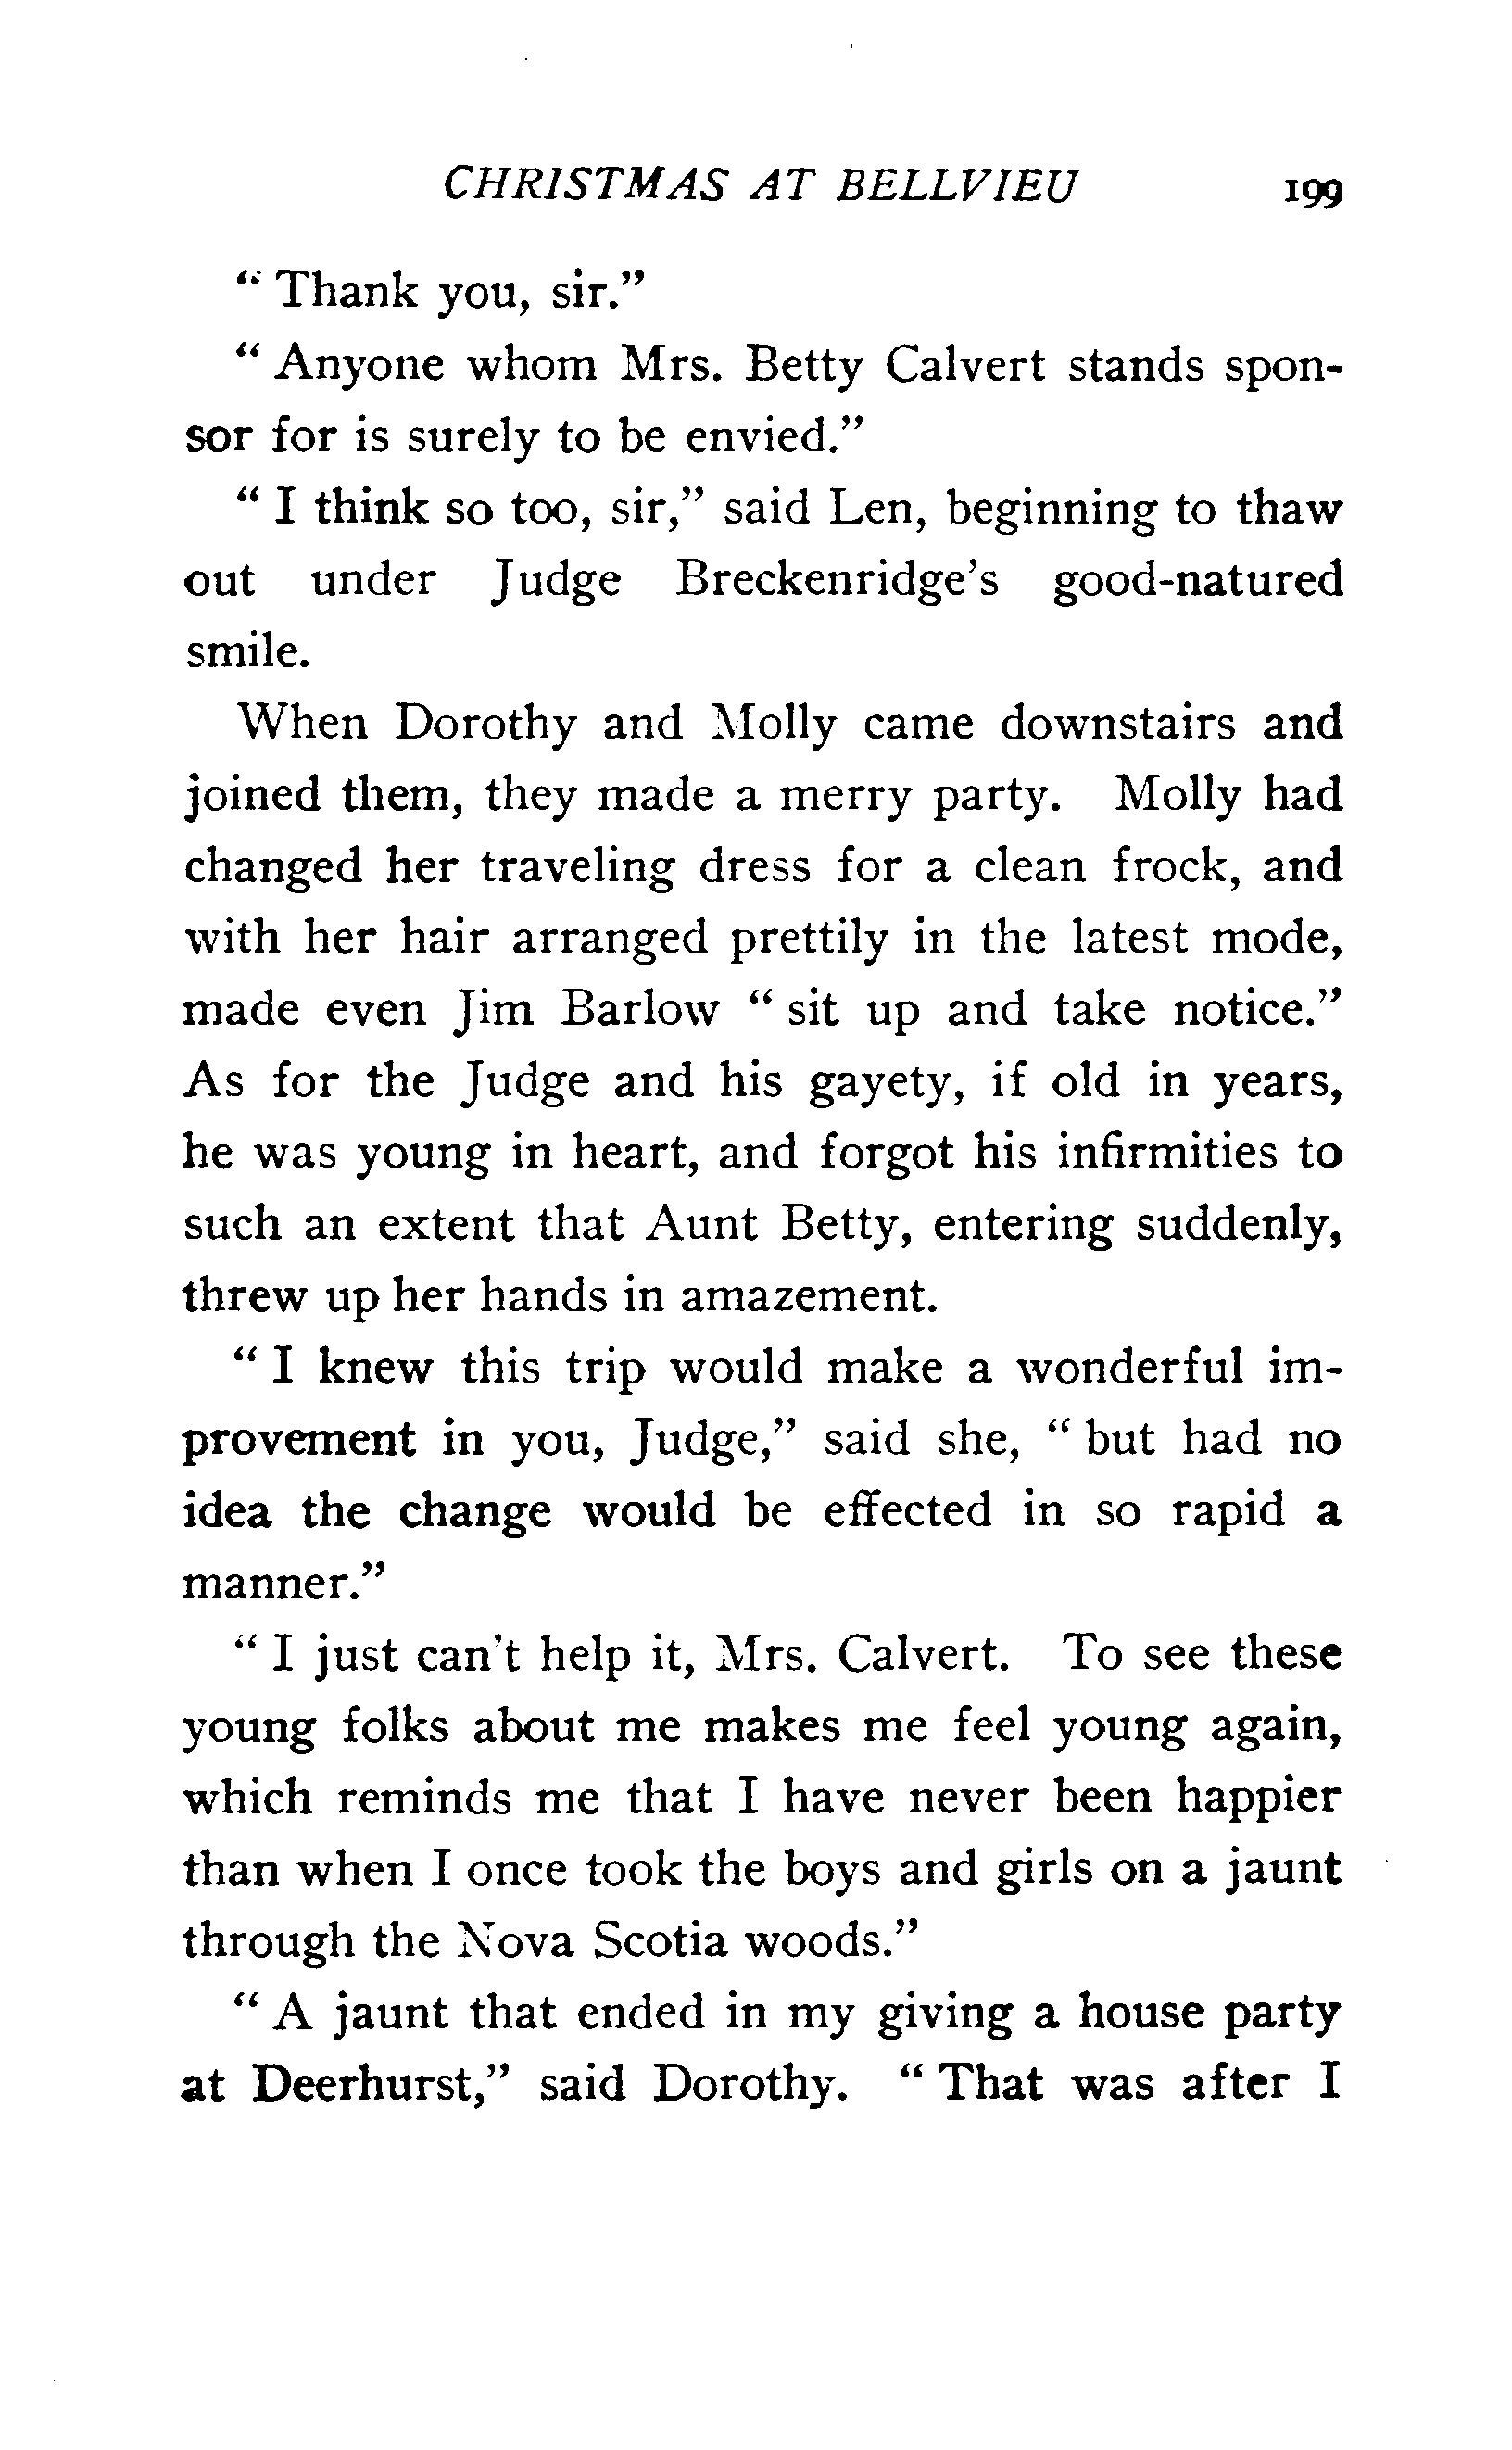 CHRISTMAS AT BELLVIEU 199
" Thank you, sir."
" Anyone whom Mrs. Betty Calvert stands spon-
sor for is surely to be envied."
" I think so too, sir," said Len, beginning to thaw
out under Judge Breckenridge's good-natured
smile.
When Dorothy and Molly came downstairs and
joined them, they made a merry party. Molly had
changed her traveling dress for a clean frock, and
with her hair arranged prettily in the latest mode,
made even Jim Barlow " sit up and take notice."
As for the Judge and his gayety, if old in years,
he was young in heart, and forgot his infirmities to
such an extent that Aunt Betty, entering suddenly,
threw up her hands in amazement.
" I knew this trip would make a wonderful im-
provement in you, Judge," said she, " but had no
idea the change would be effected in so rapid a
manner."
" I just can't help it, Mrs. Calvert. To see these
young folks about me makes me feel young again,
which reminds me that I have never been happier
than when I once took the boys and girls on a jaunt
through the Nova Scotia woods."
" A jaunt that ended in my giving a house party
at Deerhurst," said Dorothy. " That was after I